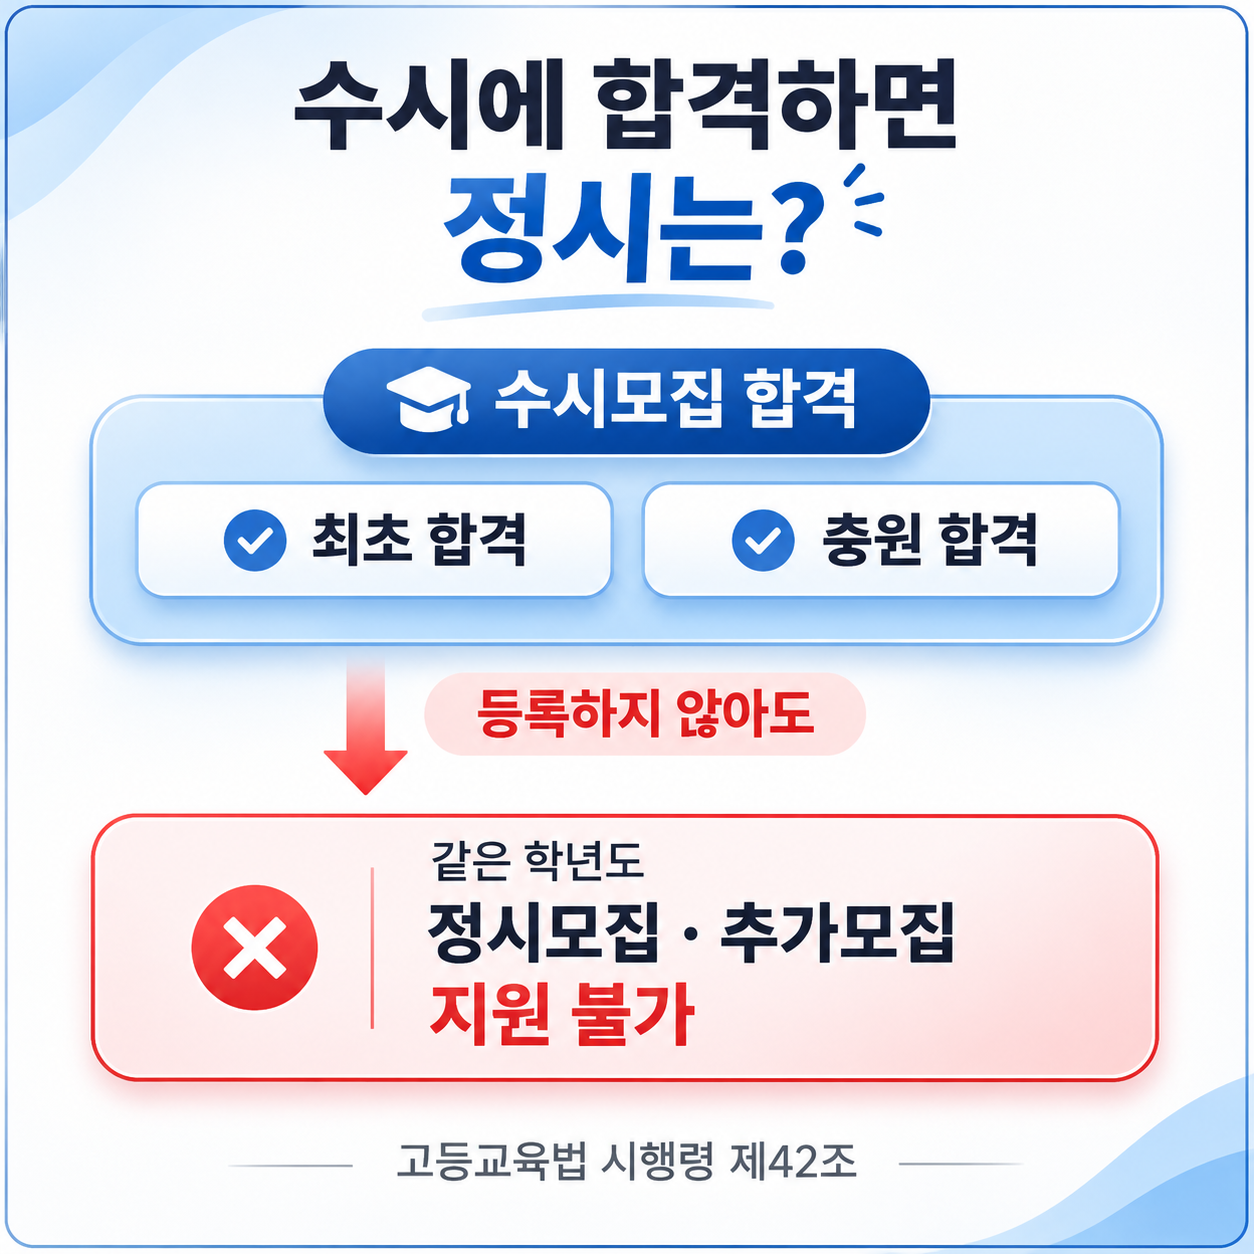 수시에 합격하면
정시는?
수시모집 합격
최초 합격
충원 합격
등록하지 않아도
같은 학년도
정시모집 · 추가모집
지원 불가
고등교육법 시행령 제42조